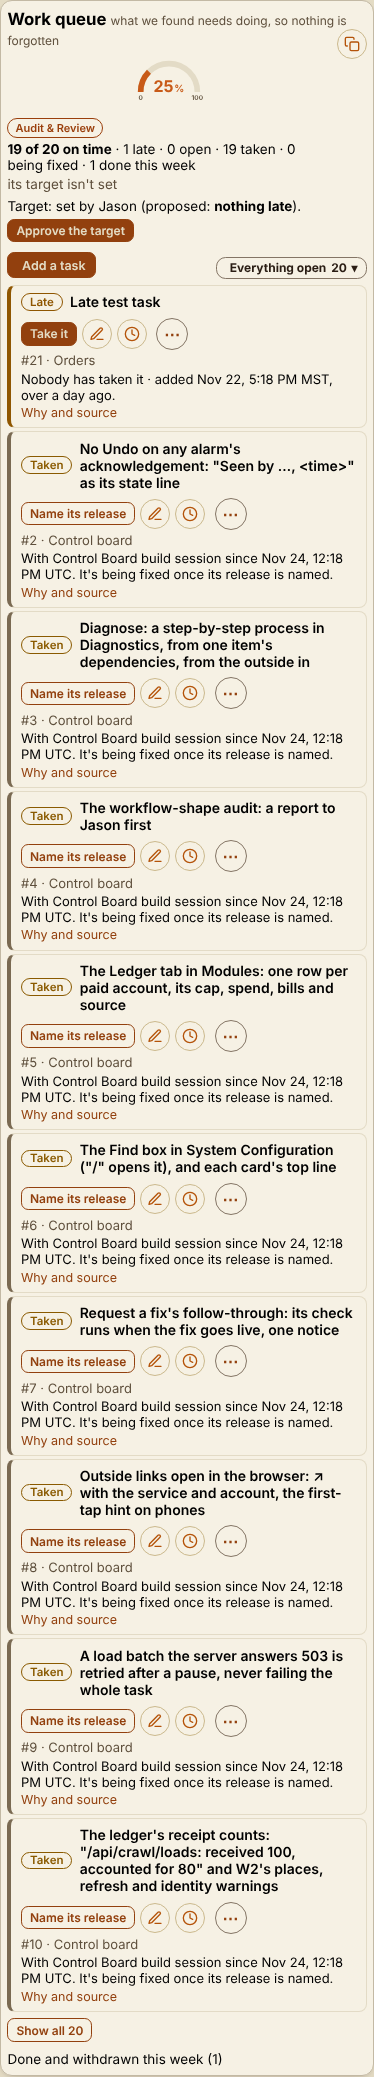 Work queue what we found needs doing, so nothing is
forgotten
25%
0 100
Audit & Review
19 of 20 on time · 1 late · 0 open · 19 taken · 0
being fixed · 1 done this week
its target isn't set
Target: set by Jason (proposed: nothing late).
Approve the target
Add a task
Everything open 20 ▾
Late Late test task
Take it
#21 · Orders
Nobody has taken it · added Nov 22, 5:18 PM MST,
over a day ago.
Why and source
No Undo on any alarm's
Taken acknowledgement: "Seen by ..., <time>"
as its state line
Name its release
#2 · Control board
With Control Board build session since Nov 24, 12:18
PM UTC. It's being fixed once its release is named.
Why and source
Diagnose: a step-by-step process in
Taken Diagnostics, from one item's
dependencies, from the outside in
Name its release
#3 · Control board
With Control Board build session since Nov 24, 12:18
PM UTC. It's being fixed once its release is named.
Why and source
Taken The workflow-shape audit: a report to
Jason first
Name its release
#4 · Control board
With Control Board build session since Nov 24, 12:18
PM UTC. It's being fixed once its release is named.
Why and source
The Ledger tab in Modules: one row per
Taken paid account, its cap, spend, bills and
source
Name its release
#5 · Control board
With Control Board build session since Nov 24, 12:18
PM UTC. It's being fixed once its release is named.
Why and source
Taken The Find box in System Configuration
("/" opens it), and each card's top line
Name its release
#6 · Control board
With Control Board build session since Nov 24, 12:18
PM UTC. It's being fixed once its release is named.
Why and source
Taken Request a fix's follow-through: its check
runs when the fix goes live, one notice
Name its release
#7 · Control board
With Control Board build session since Nov 24, 12:18
PM UTC. It's being fixed once its release is named.
Why and source
Outside links open in the browser: ↗
Taken with the service and account, the first-
tap hint on phones
Name its release
#8 · Control board
With Control Board build session since Nov 24, 12:18
PM UTC. It's being fixed once its release is named.
Why and source
A load batch the server answers 503 is
Taken retried after a pause, never failing the
whole task
Name its release
#9 · Control board
With Control Board build session since Nov 24, 12:18
PM UTC. It's being fixed once its release is named.
Why and source
The ledger's receipt counts:
Taken "/api/crawl/loads: received 100,
accounted for 80" and W2's places,
refresh and identity warnings
Name its release
#10 · Control board
With Control Board build session since Nov 24, 12:18
PM UTC. It's being fixed once its release is named.
Why and source
Show all 20
Done and withdrawn this week (1)